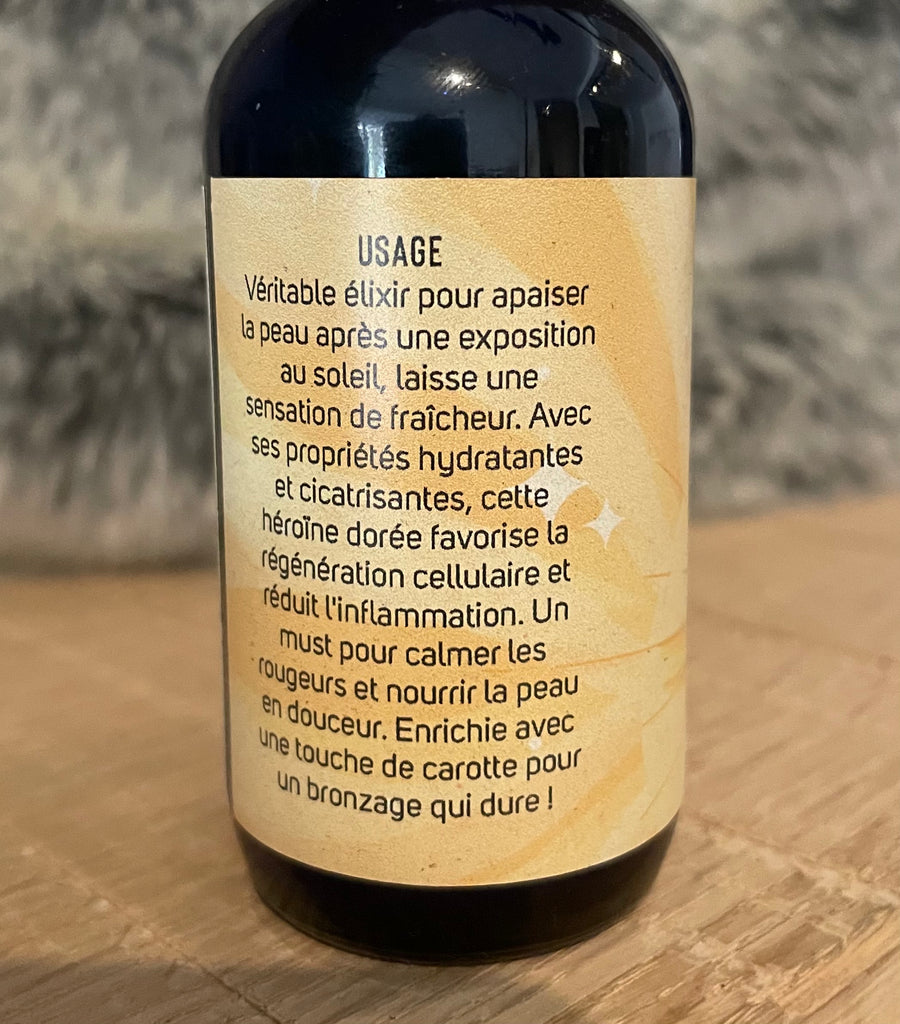 USAGE
Véritable élixir pour apaiser
la peau après une exposition
au soleil, laisse une
sensation de fraîcheur. Avec
ses propriétés hydratantes
et cicatrisantes, cette
héroïne dorée favorise la
régénération cellulaire et
réduit l'inflammation. Un
must pour calmer les
rougeurs et nourrir la peau
en douceur. Enrichie avec
une touche de carotte pour
un bronzage qui dure !